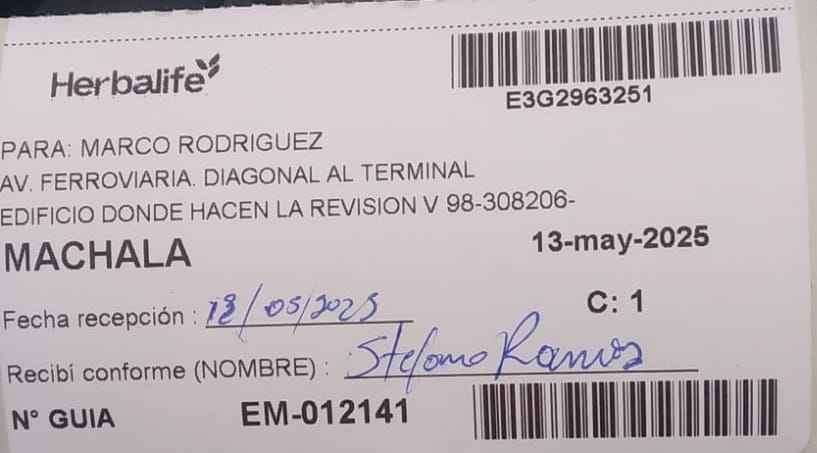 Herbalife
E3G2963251
PARA: MARCO RODRIGUEZ
AV. FERROVIARIA. DIAGONAL AL TERMINAL
EDIFICIO DONDE HACEN LA REVISION V 98-308206-
MACHALA 13-may-2025
C: 1
Fecha recepción : /05/2025
Recibí conforme (NOMBRE) : Stefano Ramos
N° GUIA EM-012141